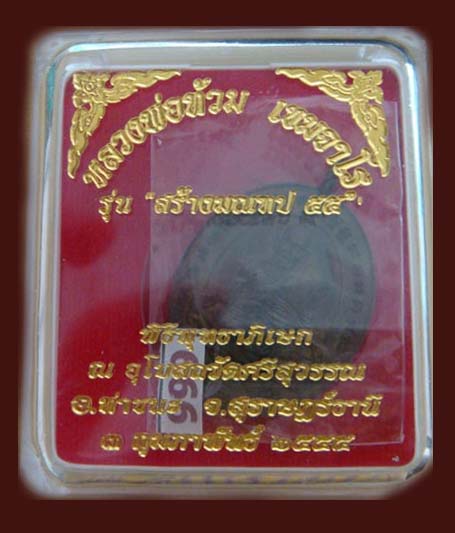 หลวงพ่อท้วม เขมจาโร
รุ่น "สร้างมณฑป ๕๕"
พิธีพุทธาภิเษก
ณ อุโบสถวัดศรีสุวรรณ
อ.ท่าชนะ จ.สุราษฎร์ธานี
๓ กุมภาพันธ์ ๒๕๕๕
666